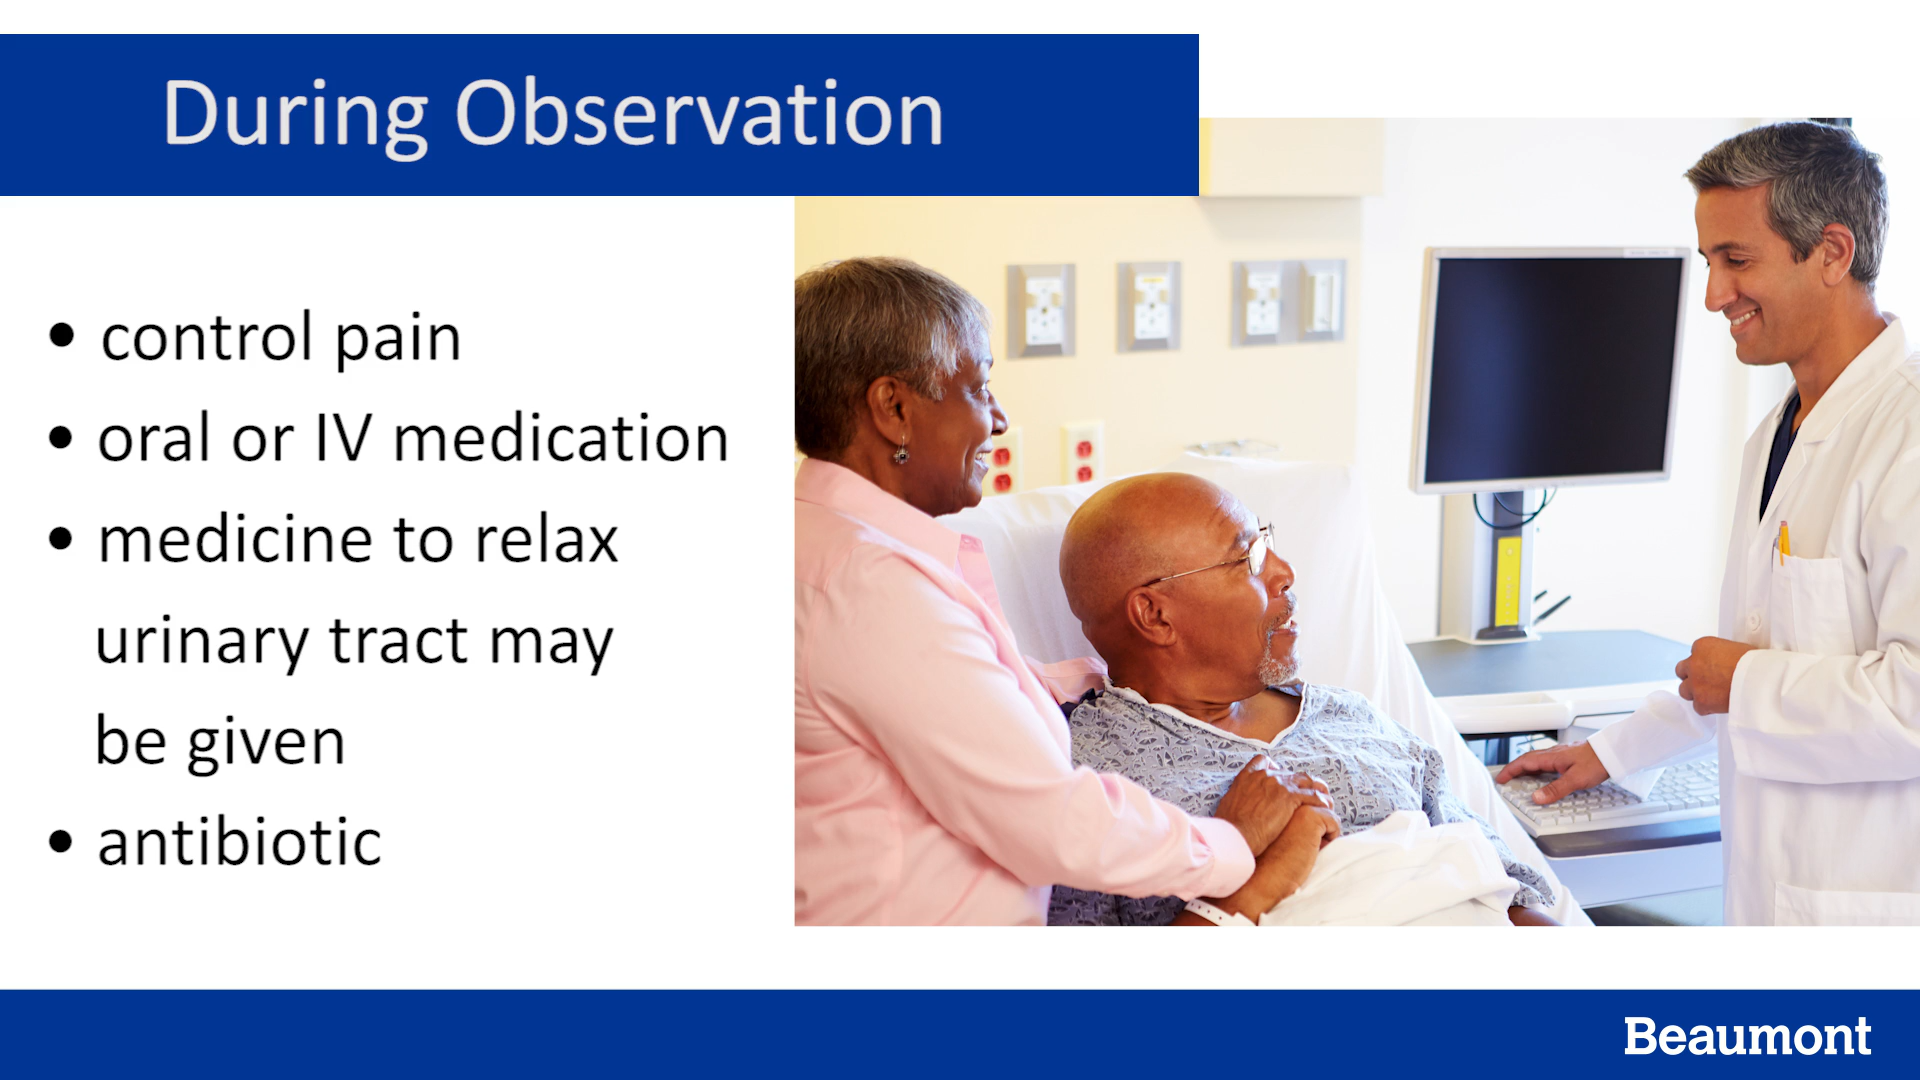 During Observation
• control pain
• oral or IV medication
• medicine to relax
urinary tract may
be given
• antibiotic
Beaumont